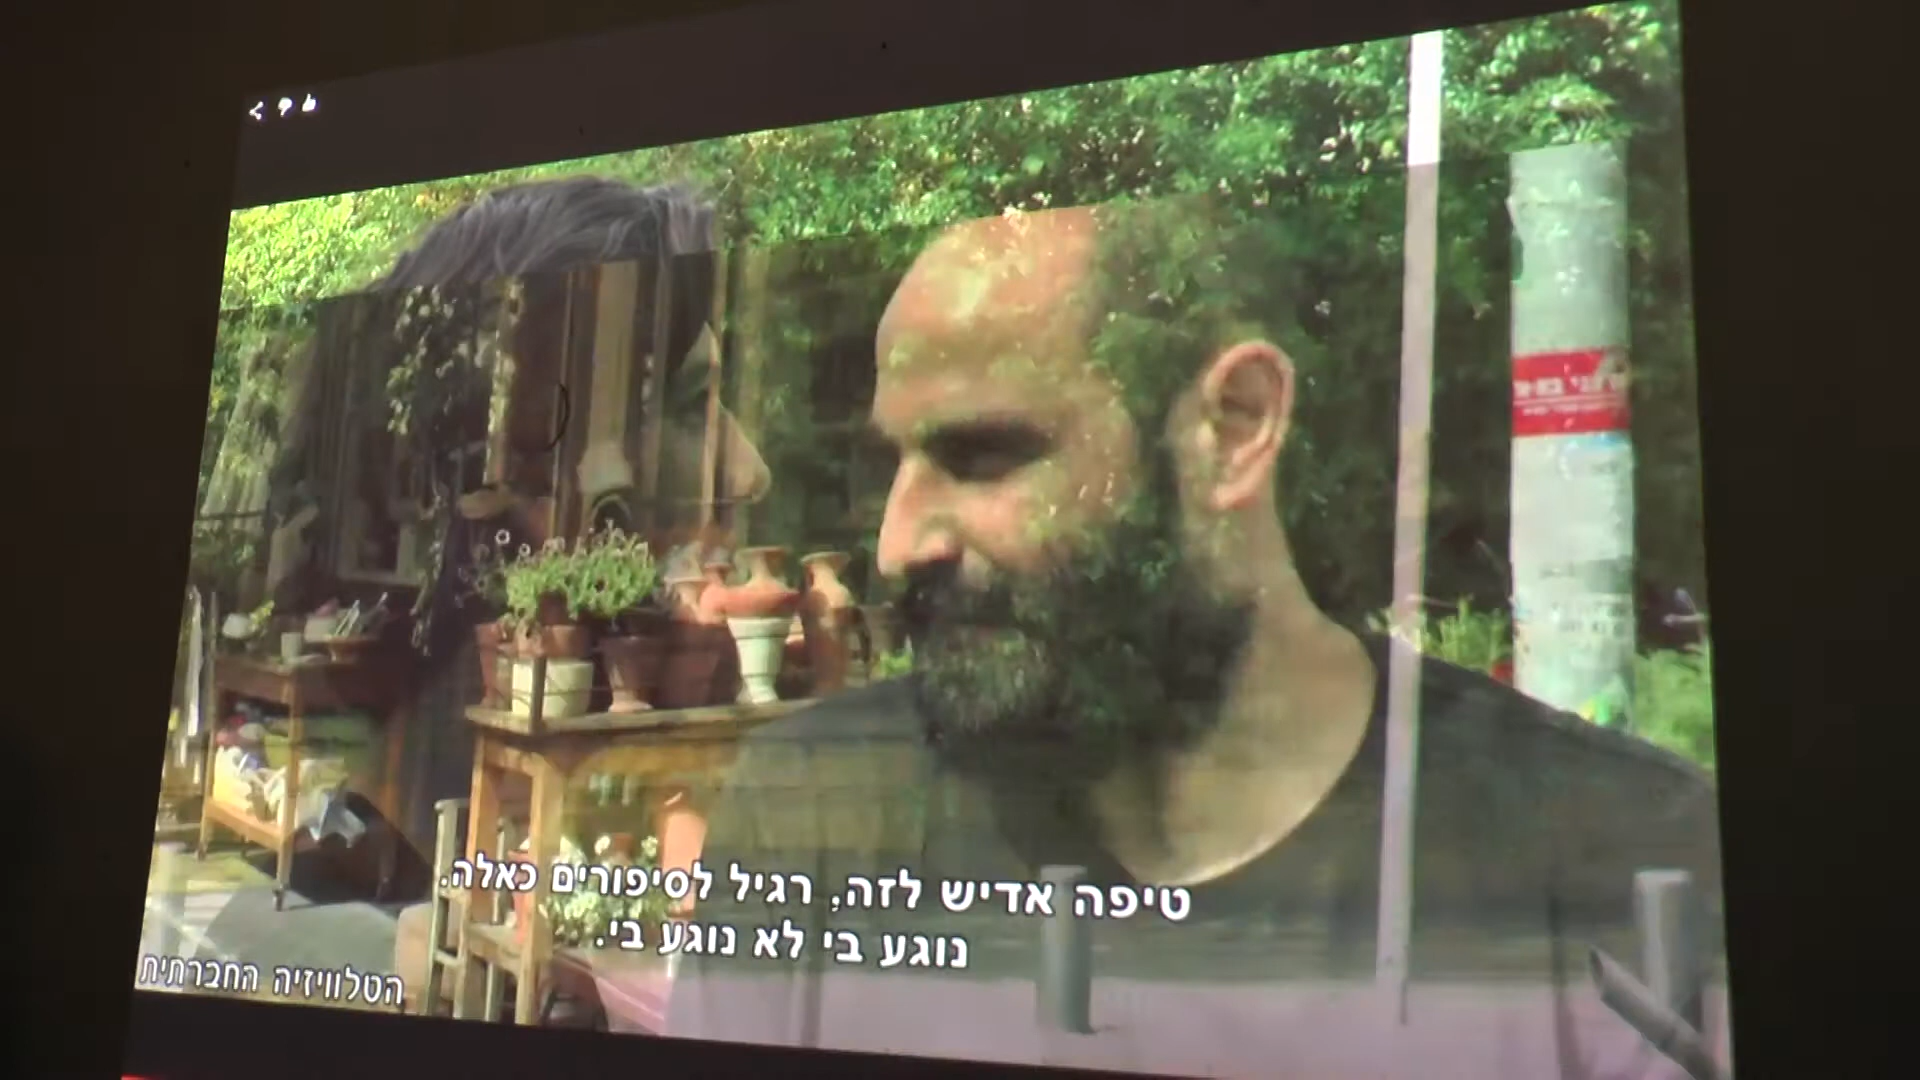 טיפה אדיש לזה, רגיל לסיפורים כאלה.
נוגע בי לא נוגע בי.
הטלוויזיה החברתית